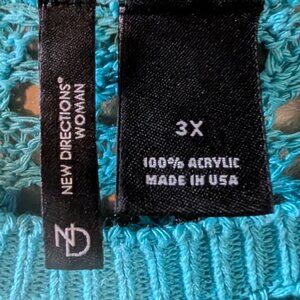 NEW DIRECTIONS®
WOMAN
ND
3X
100% ACRYLIC
MADE IN USA